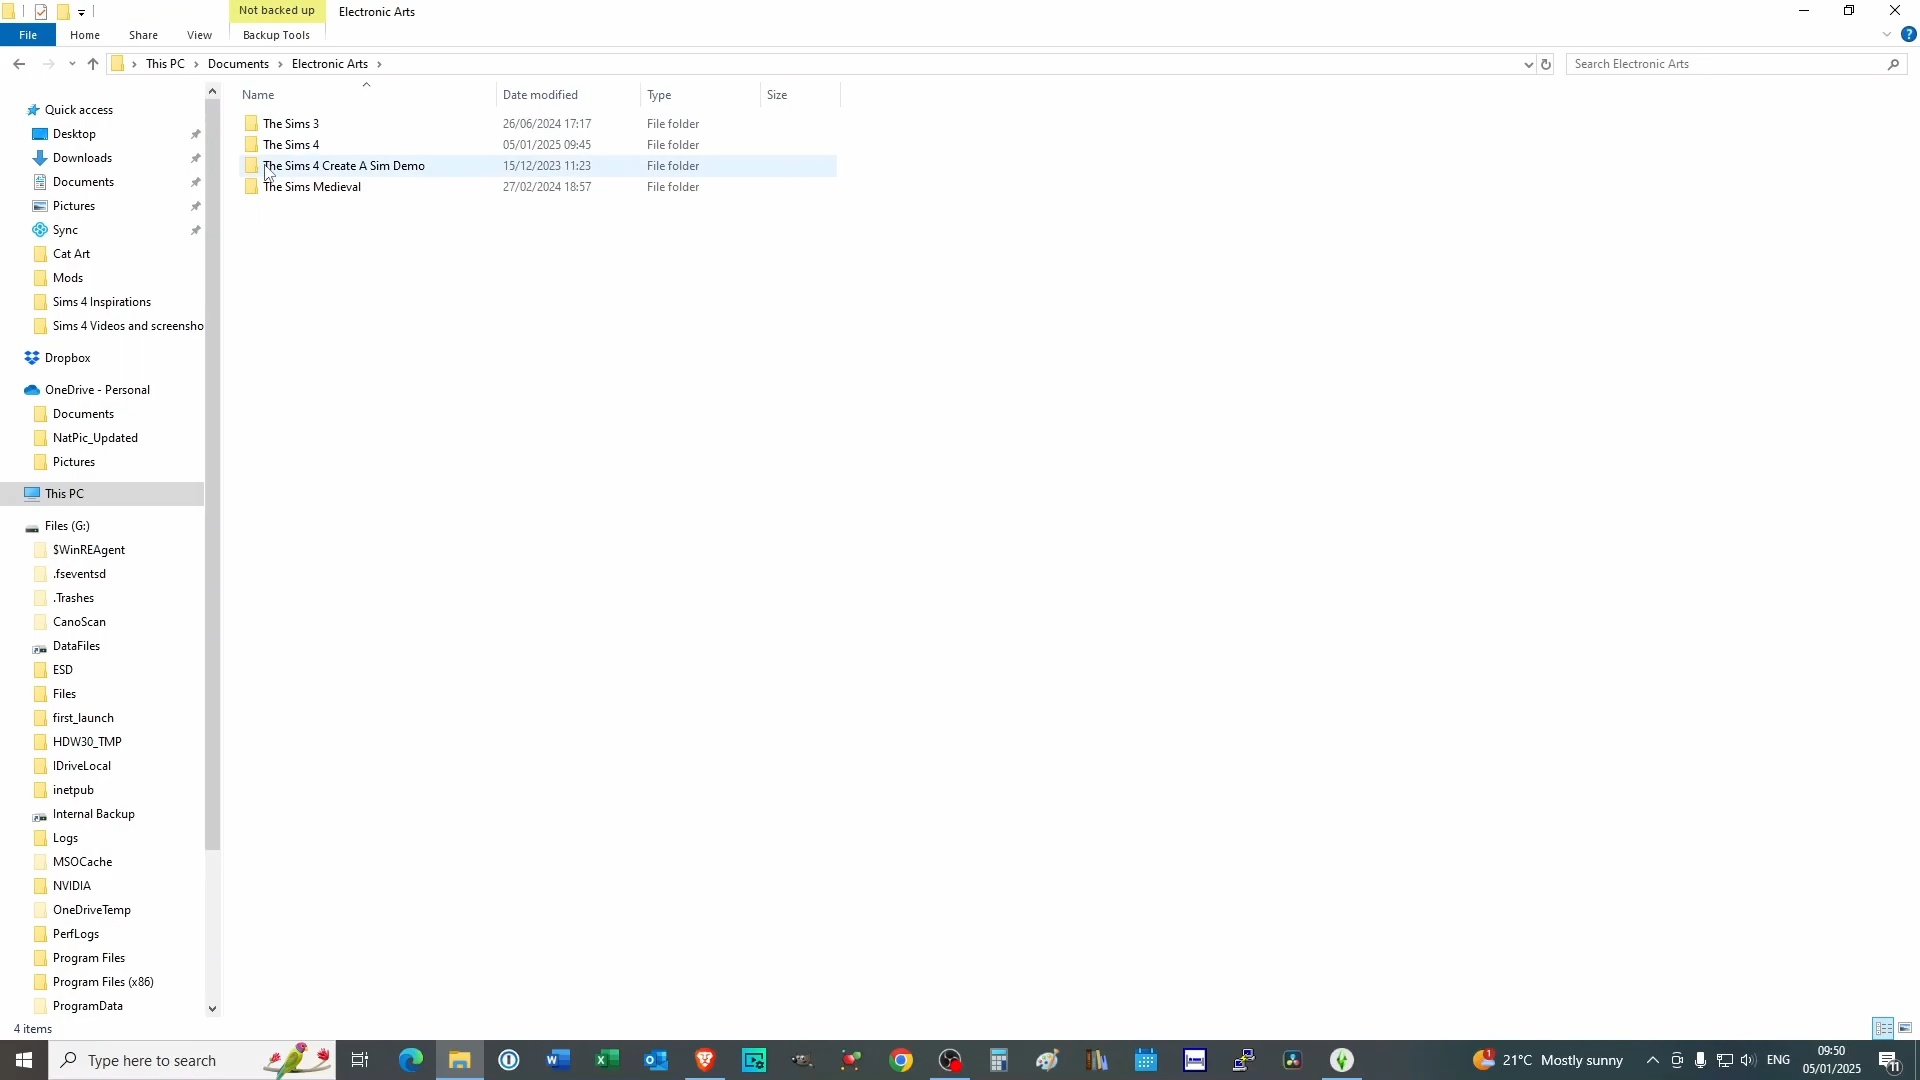 Not backed up
Electronic Arts
File
Home
Share
View
Backup Tools
This PC
Documents
Electronic Arts
Search Electronic Arts
Name
Date modified
Type
Size
The Sims 3
26/06/2024 17:17
File folder
The Sims 4
05/01/2025 09:45
File folder
The Sims 4 Create A Sim Demo
15/12/2023 11:23
File folder
The Sims Medieval
27/02/2024 18:57
File folder
Quick access
Desktop
Downloads
Documents
Pictures
Sync
Cat Art
Mods
Sims 4 Inspirations
Sims 4 Videos and screensho
Dropbox
OneDrive - Personal
Documents
NatPic_Updated
Pictures
This PC
Files (G:)
$WinREAgent
.fseventsd
.Trashes
CanoScan
DataFiles
ESD
Files
first_launch
HDW30_TMP
IDriveLocal
inetpub
Internal Backup
Logs
MSOCache
NVIDIA
OneDriveTemp
PerfLogs
Program Files
Program Files (x86)
ProgramData
4 items
Type here to search
1
21°C Mostly sunny
ENG
09:50
05/01/2025
11